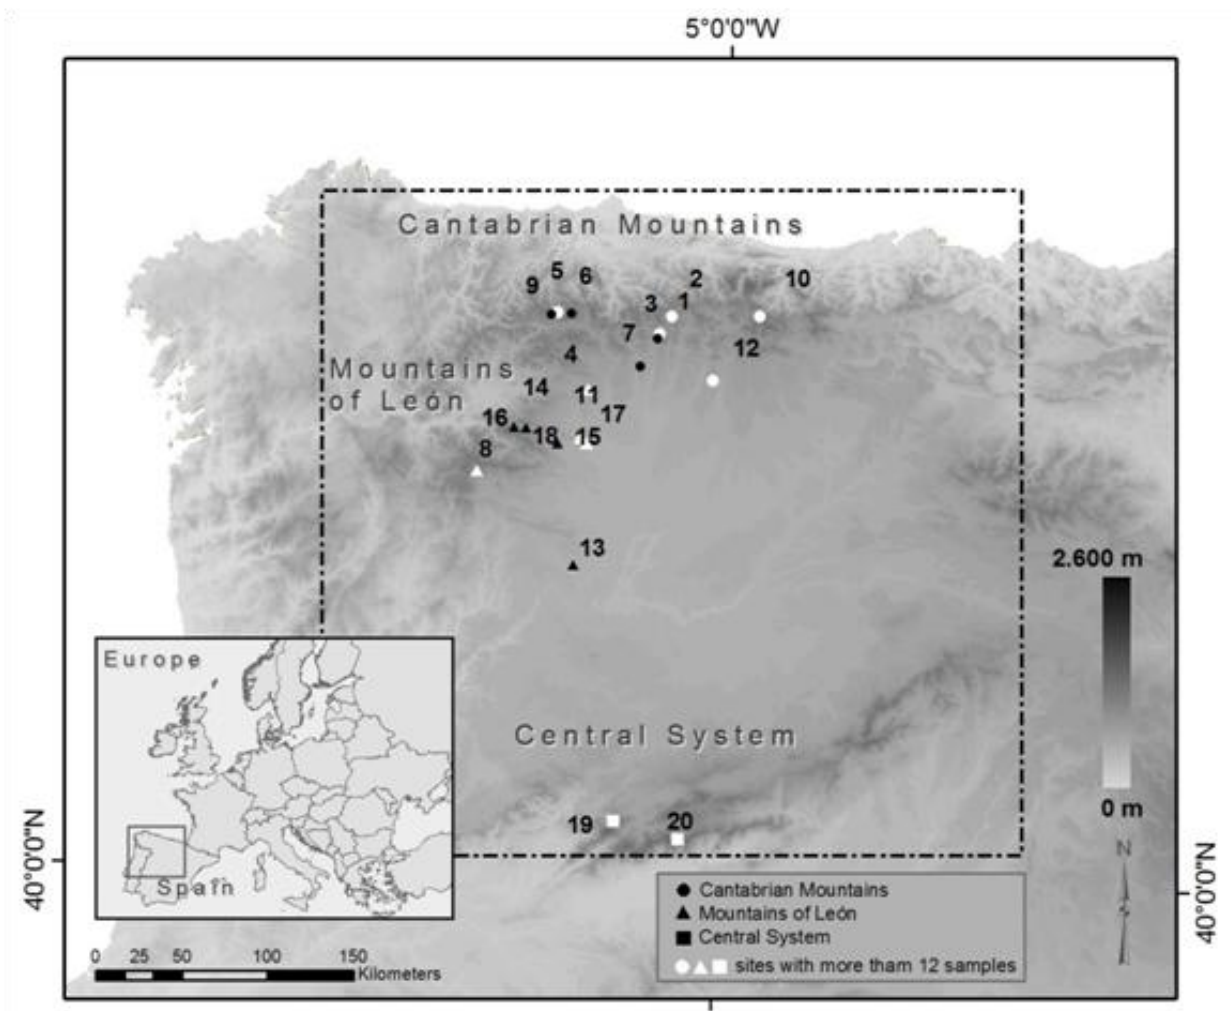 5°0'0"W
Cantabrian Mountains
5
6
2
10
9
3
1
7
12
4
Mountains
of León
14
11
16
17
18
15
8
13
2.600 m
0 m
N
Europe
Spain
Central System
19
20
40°0'0"N
40°0'0"N
Cantabrian Mountains
Mountains of León
Central System
sites with more tham 12 samples
0 25 50 100 150
Kilometers